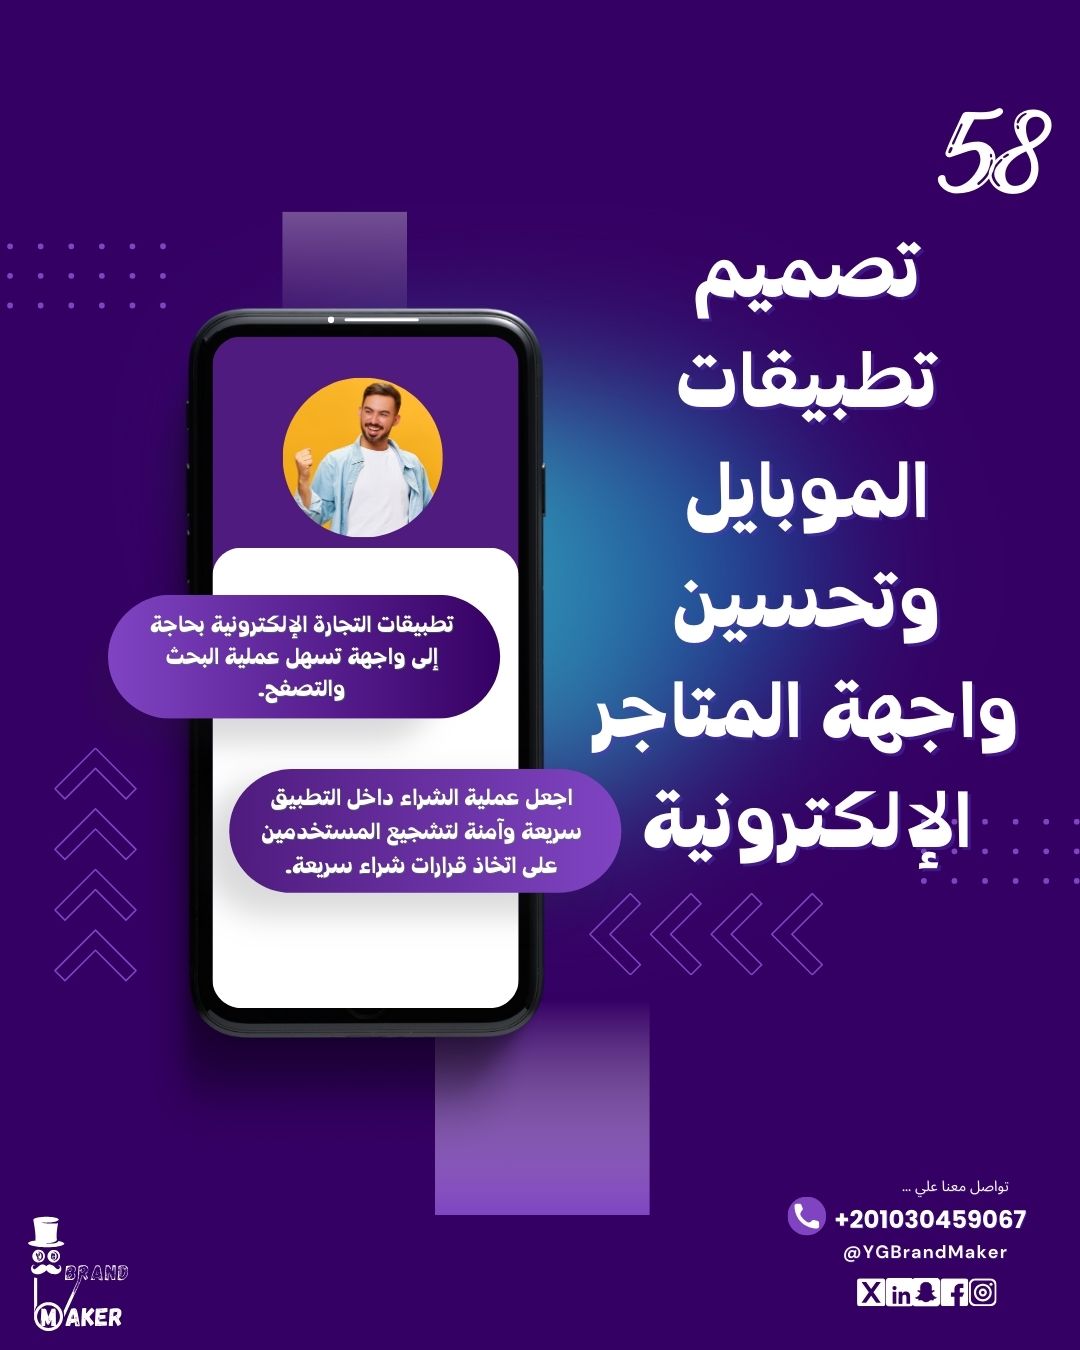 58
تصميم
تطبيقات
الموبايل
وتحسين
واجهة المتاجر
الإلكترونية
تطبيقات التجارة الإلكترونية بحاجة
إلى واجهة تسهل عملية البحث
والتصفح.
اجعل عملية الشراء داخل التطبيق
سريعة وآمنة لتشجيع المستخدمين
على اتخاذ قرارات شراء سريعة.
تواصل معنا علي ...
+201030459067
@YGBrandMaker
BRAND
MAKER